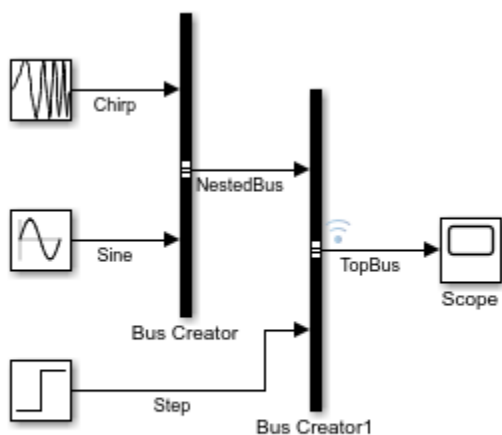 Chirp
NestedBus
Sine
TopBus
Scope
Bus Creator
Step
Bus Creator1